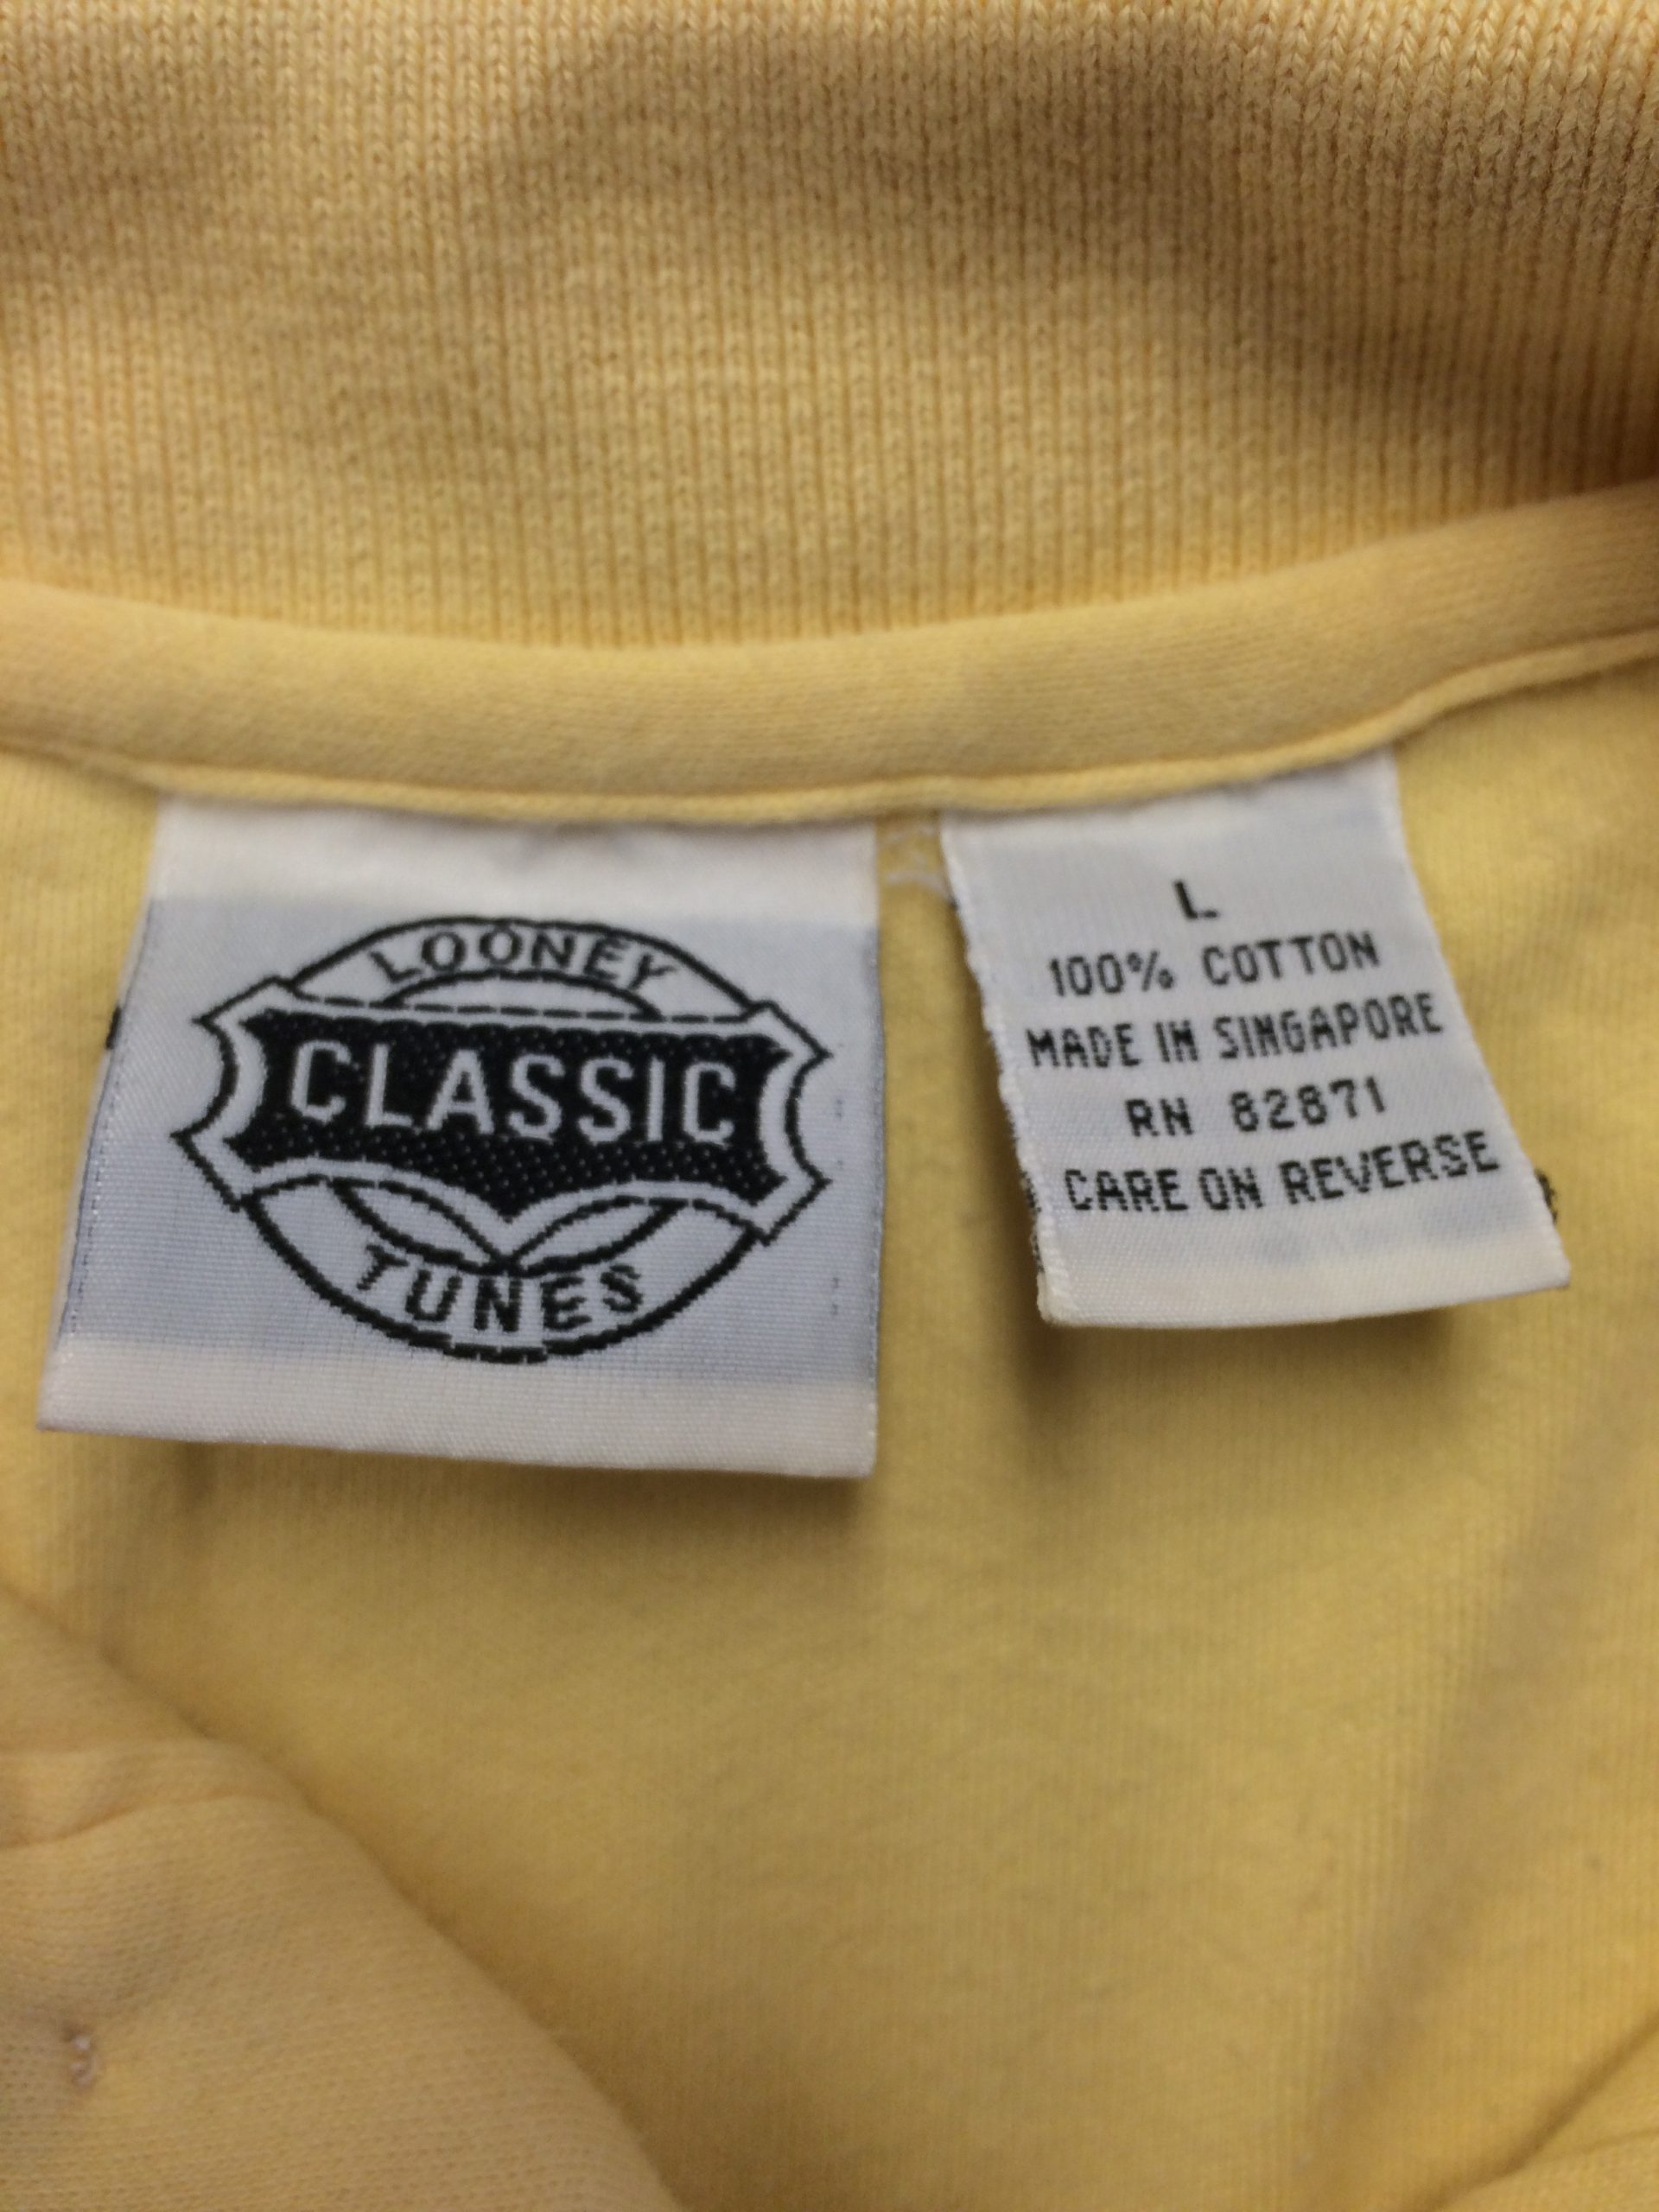 LOONEY
CLASSIC
TUNES
L
100% COTTON
MADE IN SINGAPORE
RN 82871
CARE ON REVERSE